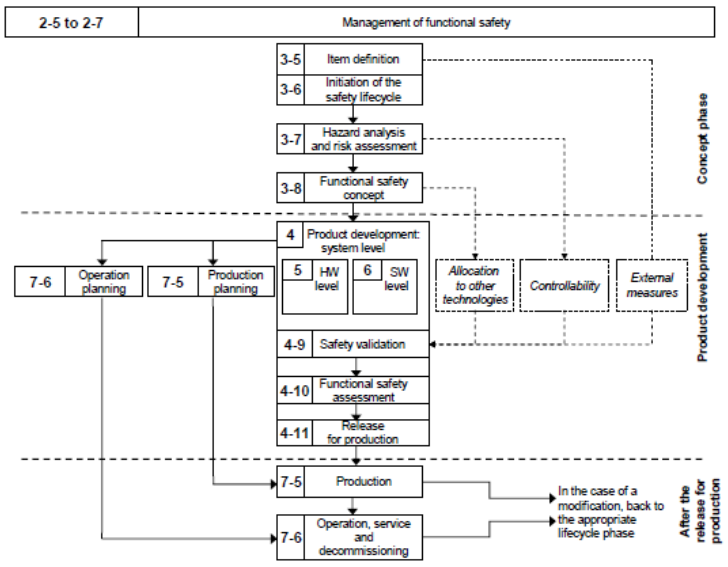 2-5 to 2-7
Management of functional safety
3-5
Item definition
3-6
Initiation of the
safety lifecycle
3-7
Hazard analysis
and risk assessment
3-8
Functional safety
concept
Concept phase
4
Product development:
system level
5
HW
level
6
SW
level
7-6
Operation
planning
7-5
Production
planning
Allocation
to other
technologies
Controllability
External
measures
4-9
Safety validation
4-10
Functional safety
assessment
4-11
Release
for production
Product development
7-5
Production
7-6
Operation, service
and
decommissioning
In the case of a
modification, back to
the appropriate
lifecycle phase
After the
release for
production